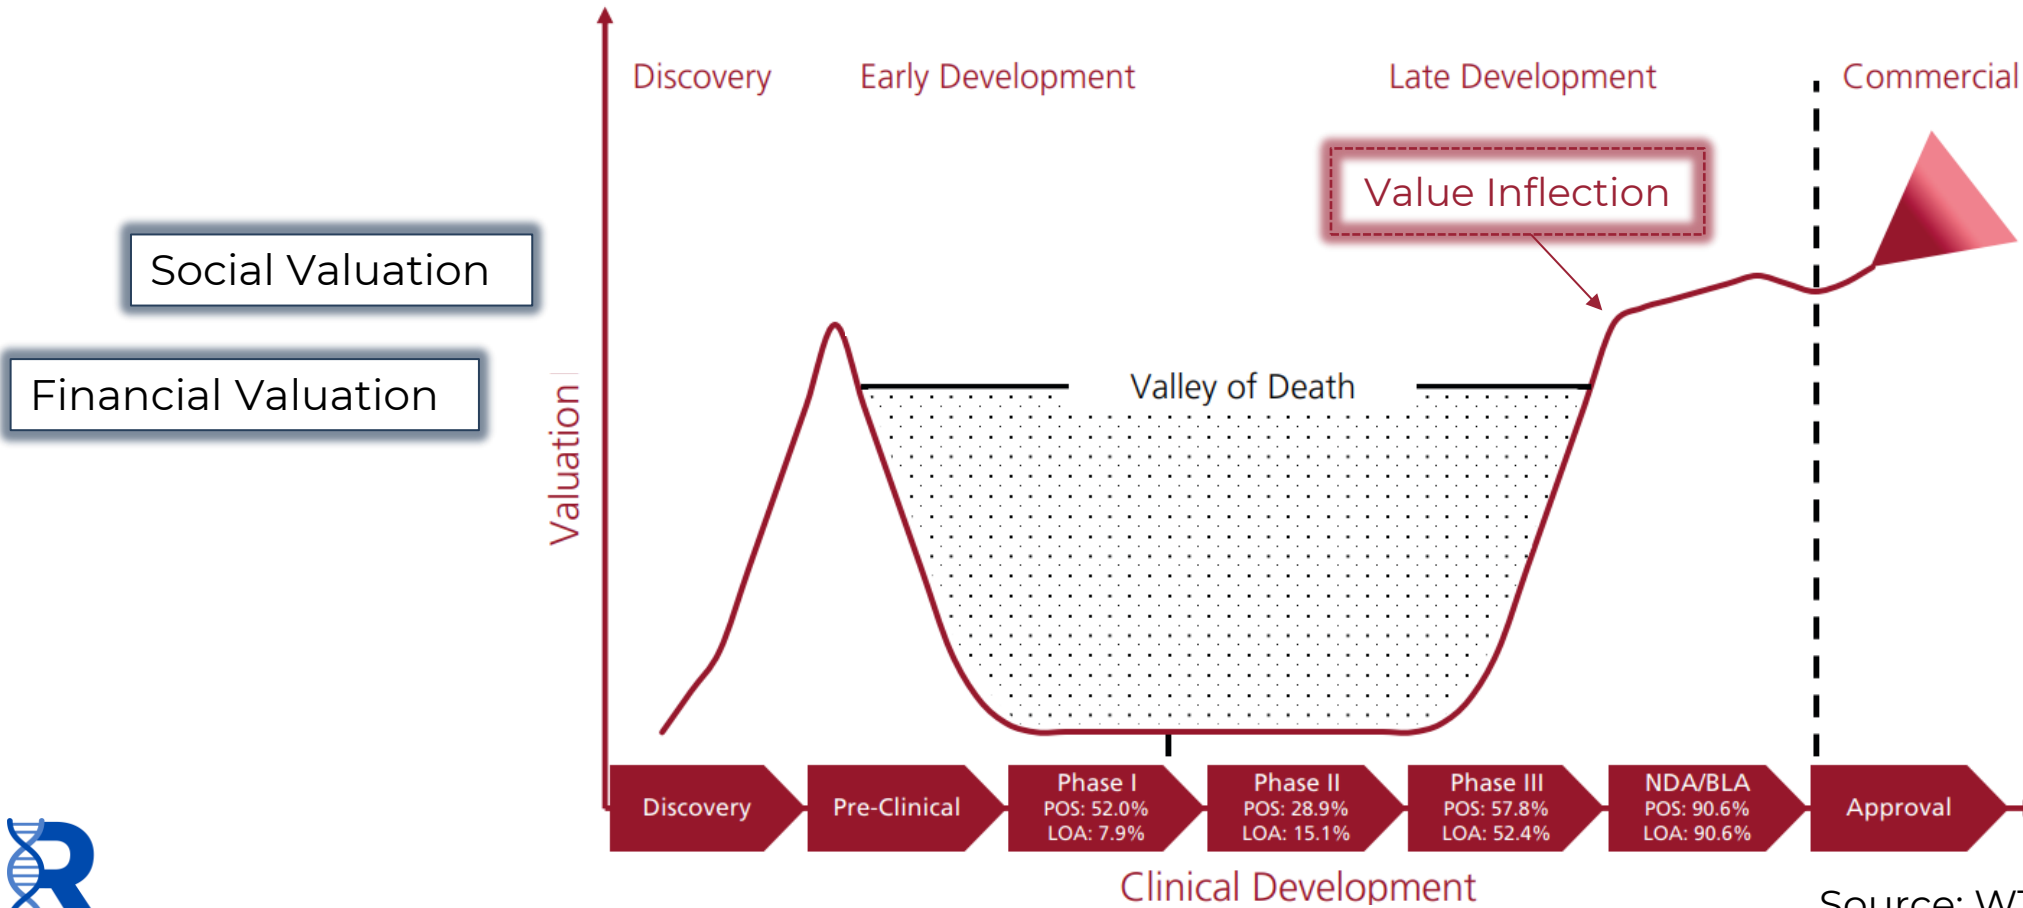 Discovery
Early Development
Late Development
Commercial
Value Inflection
Social Valuation
Financial Valuation
Valuation
Valley of Death
Discovery
Pre-Clinical
Phase I
POS: 52.0%
LOA: 7.9%
Phase II
POS: 28.9%
LOA: 15.1%
Phase III
POS: 57.8%
LOA: 52.4%
NDA/BLA
POS: 90.6%
LOA: 90.6%
Approval
Clinical Development
R
Source: